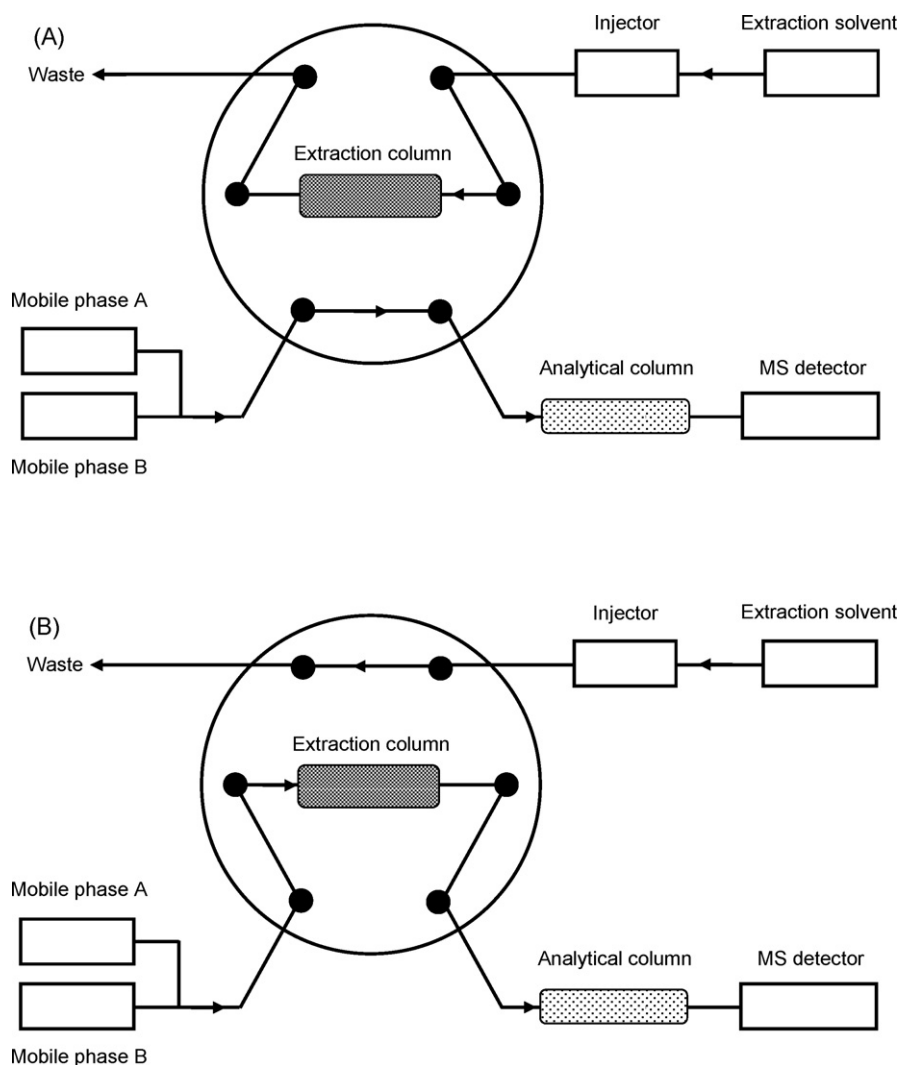 (A)
Injector
Extraction solvent
Waste
Extraction column
Mobile phase A
Analytical column
MS detector
Mobile phase B
(B)
Injector
Extraction solvent
Waste
Extraction column
Mobile phase A
Analytical column
MS detector
Mobile phase B